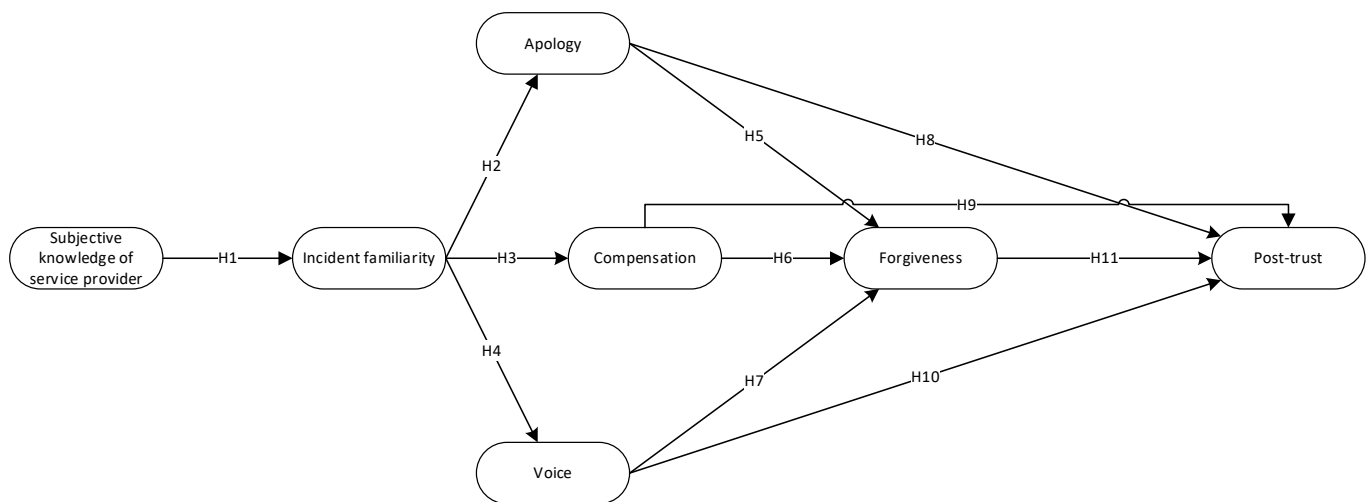 Apology
H5
H8
H2
H9
Subjective
knowledge of
service provider
H1
Incident familiarity
H3
Compensation
H6
Forgiveness
H11
Post-trust
H4
H7
H10
Voice